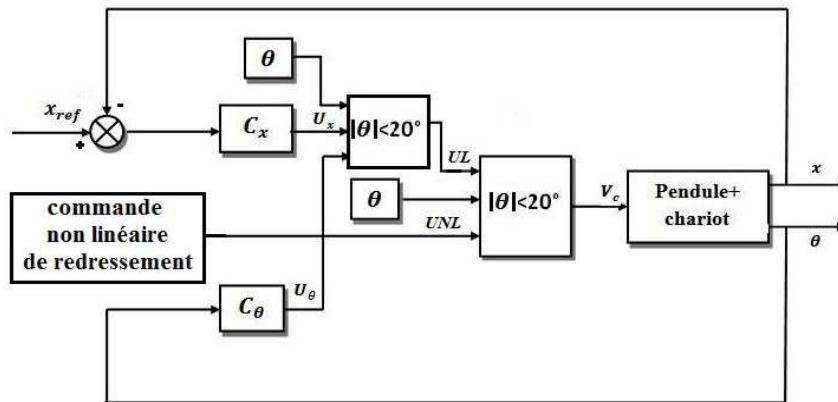 θ
x_ref
-
+
C_x
U_x
|θ|<20°
UL
θ
|θ|<20°
V_c
Pendule+
chariot
x
θ
commande
non linéaire
de redressement
UNL
C_θ
U_θ